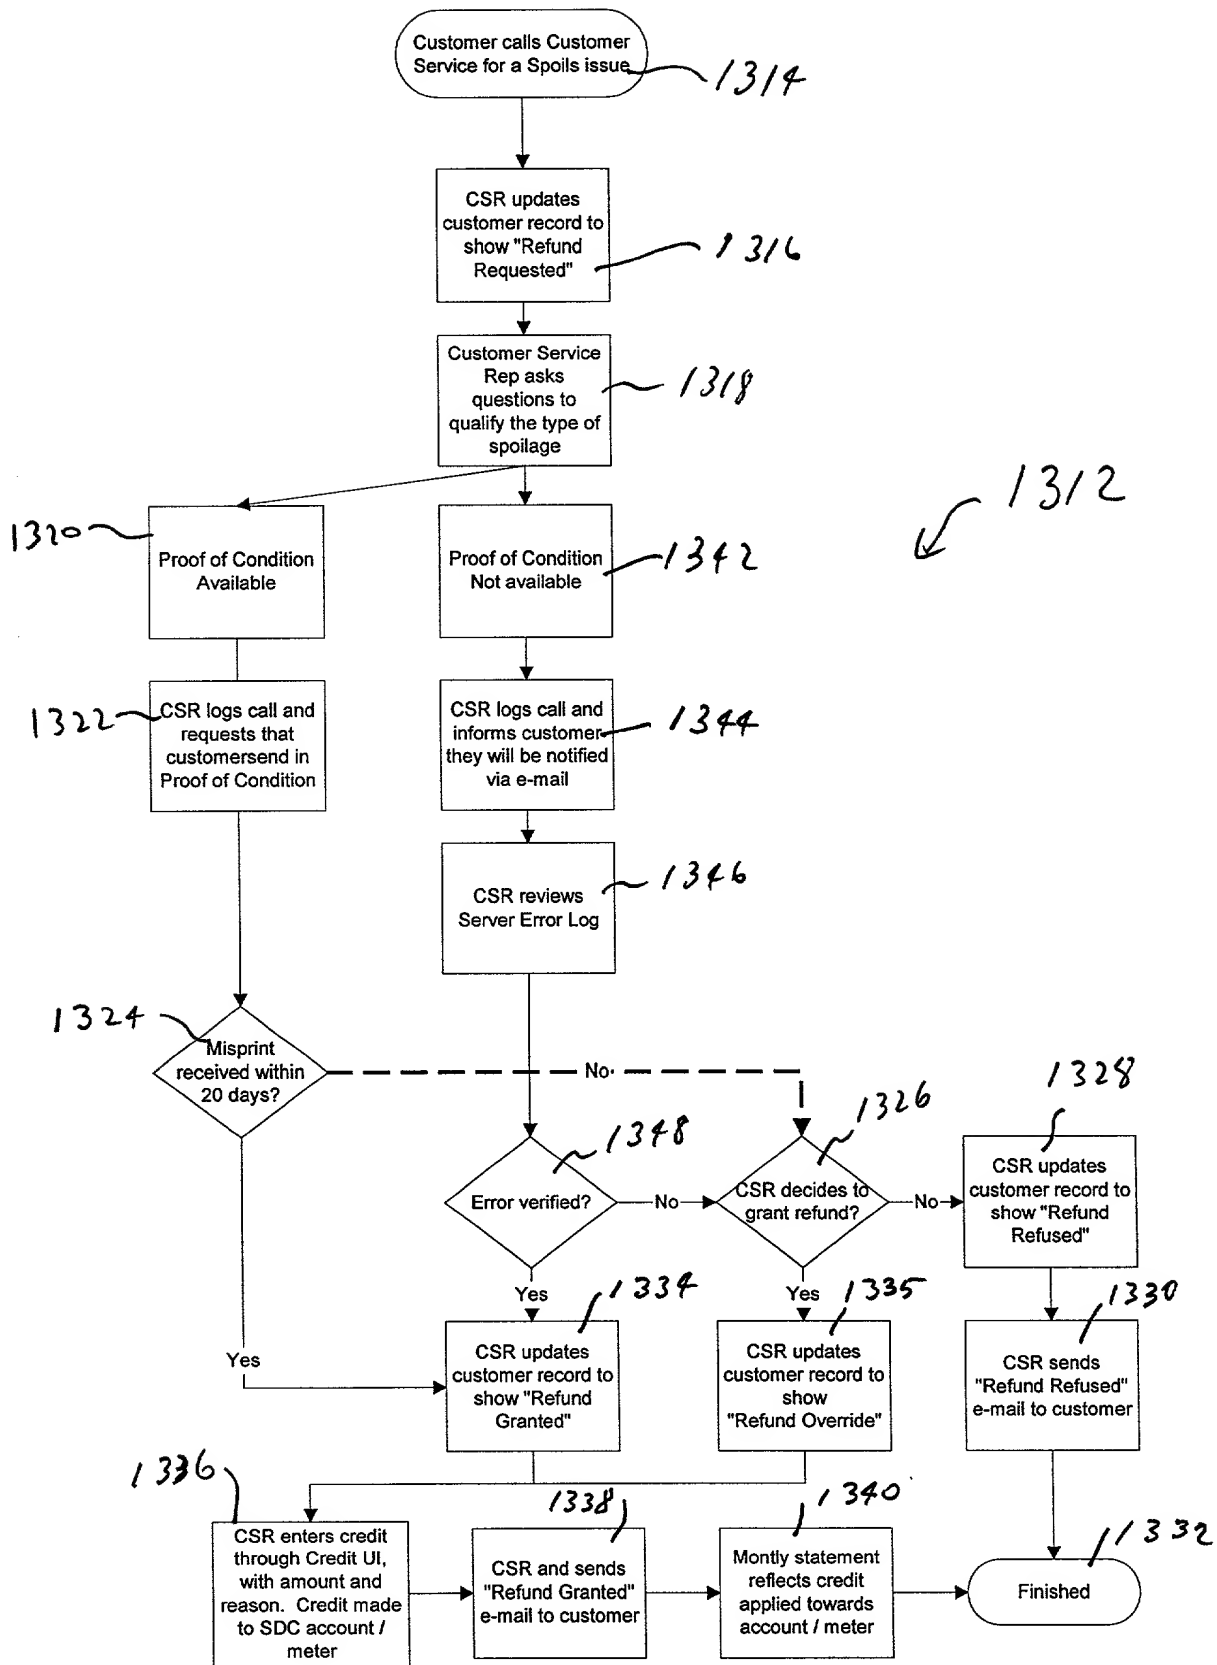 Customer calls Customer
Service for a Spoils issue
1314
CSR updates
customer record to
show "Refund
Requested"
1316
Customer Service
Rep asks
questions to
qualify the type of
spoilage
1318
1312
1320
Proof of Condition
Available
Proof of Condition
Not available
1342
1322
CSR logs call and
requests that
customersend in
Proof of Condition
CSR logs call and
informs customer
they will be notified
via e-mail
1344
CSR reviews
Server Error Log
1346
1324
Misprint
received within
20 days?
No
1348
Error verified?
No
1326
CSR decides to
grant refund?
No
1328
CSR updates
customer record to
show "Refund
Refused"
Yes
Yes
Yes
1334
CSR updates
customer record to
show "Refund
Granted"
1335
CSR updates
customer record to
show
"Refund Override"
1330
CSR sends
"Refund Refused"
e-mail to customer
1336
CSR enters credit
through Credit UI,
with amount and
reason. Credit made
to SDC account /
meter
1338
CSR and sends
"Refund Granted"
e-mail to customer
1340
Montly statement
reflects credit
applied towards
account / meter
1332
Finished